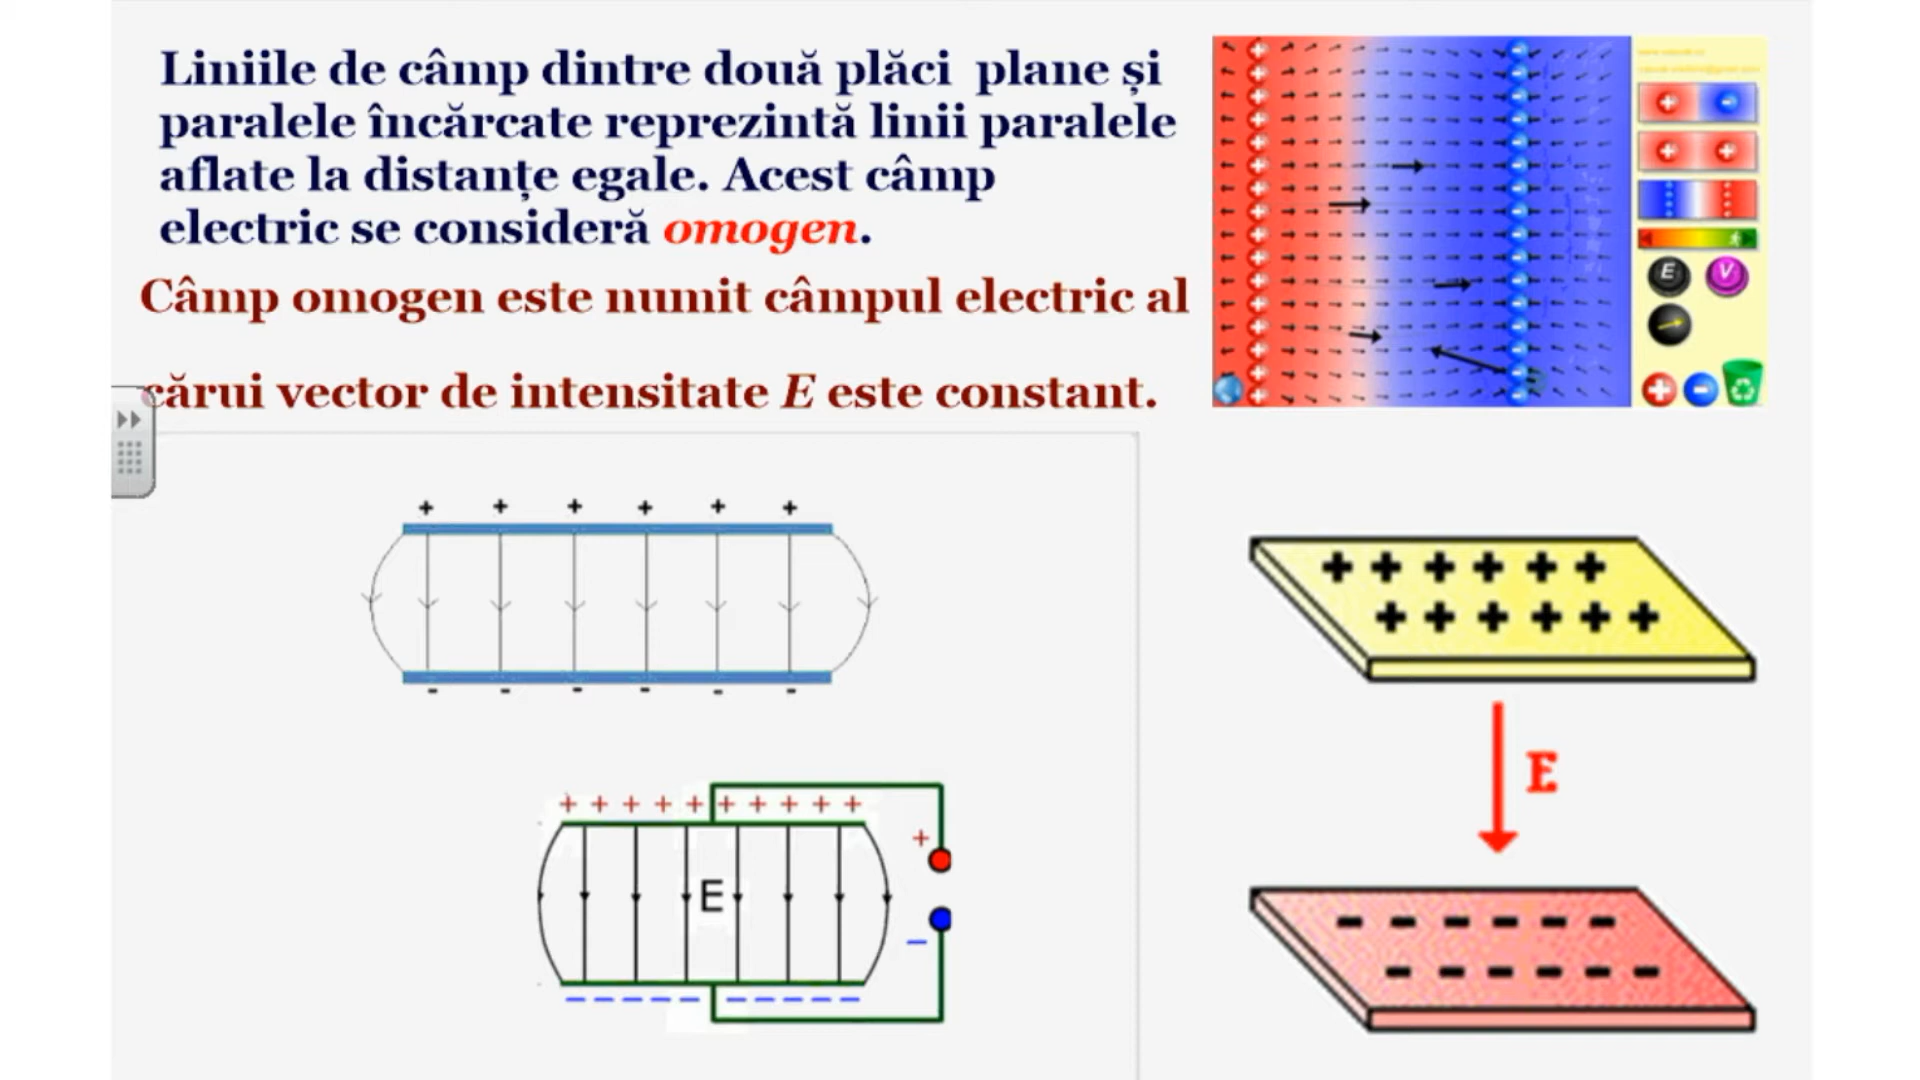 Liniile de câmp dintre două plăci plane și
paralele încărcate reprezintă linii paralele
aflate la distanțe egale. Acest câmp
electric se consideră omogen.
Câmp omogen este numit câmpul electric al
cărui vector de intensitate E este constant.
E
V
+ + + + + +
- - - - - -
+ + + + + + + + + +
+
E
−
+ + + + + +
+ + + + + +
E
- - - - - -
- - - - - -